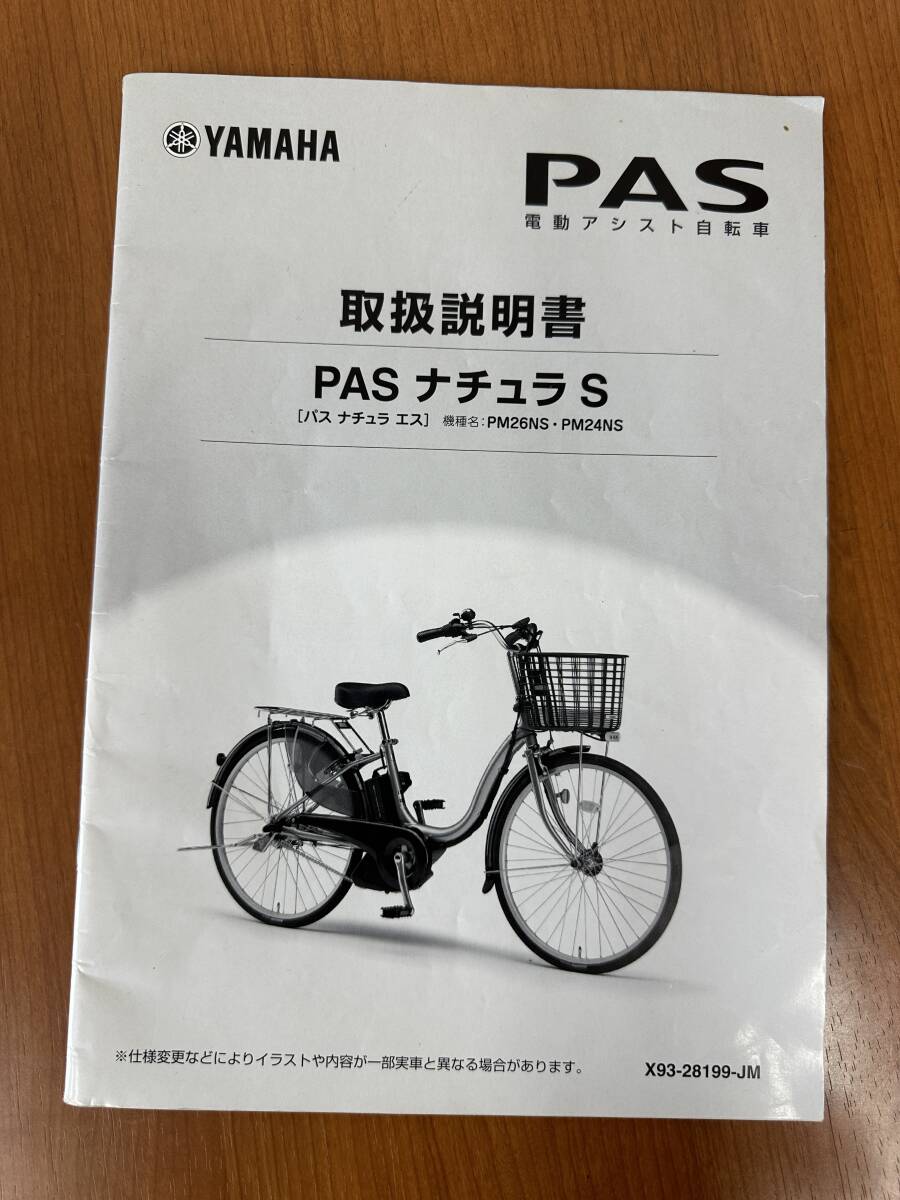 YAMAHA
PAS
電動アシスト自転車
取扱説明書
PAS ナチュラ S
[パス ナチュラ エス] 機種名：PM26NS・PM24NS
※仕様変更などによりイラストや内容が一部実車と異なる場合があります。
X93-28199-JM